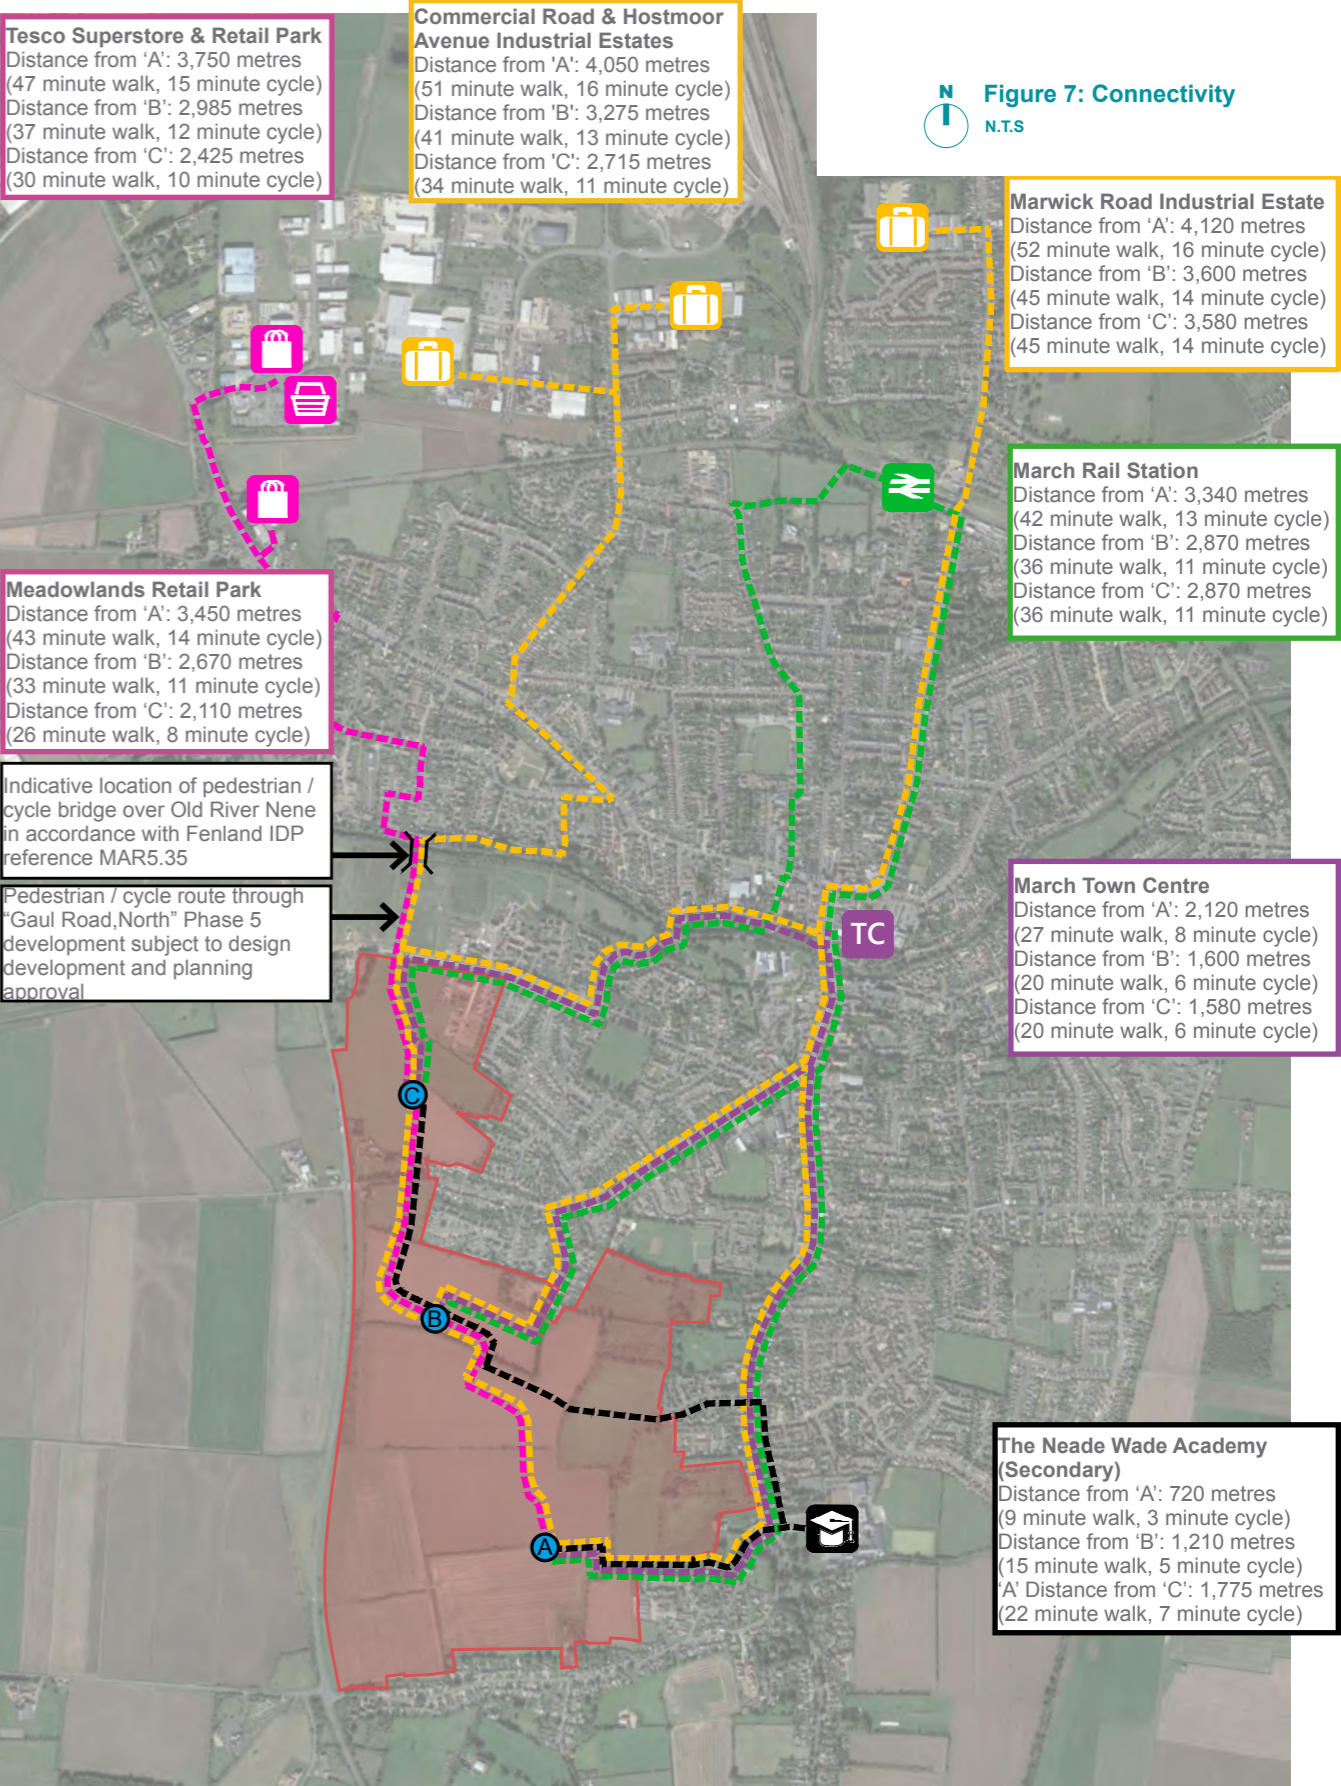 Tesco Superstore & Retail Park
Distance from ‘A’: 3,750 metres
(47 minute walk, 15 minute cycle)
Distance from ‘B’: 2,985 metres
(37 minute walk, 12 minute cycle)
Distance from ‘C’: 2,425 metres
(30 minute walk, 10 minute cycle)
Commercial Road & Hostmoor
Avenue Industrial Estates
Distance from 'A': 4,050 metres
(51 minute walk, 16 minute cycle)
Distance from 'B': 3,275 metres
(41 minute walk, 13 minute cycle)
Distance from 'C': 2,715 metres
(34 minute walk, 11 minute cycle)
N
Figure 7: Connectivity
N.T.S
Marwick Road Industrial Estate
Distance from ‘A’: 4,120 metres
(52 minute walk, 16 minute cycle)
Distance from ‘B’: 3,600 metres
(45 minute walk, 14 minute cycle)
Distance from ‘C’: 3,580 metres
(45 minute walk, 14 minute cycle)
March Rail Station
Distance from ‘A’: 3,340 metres
(42 minute walk, 13 minute cycle)
Distance from ‘B’: 2,870 metres
(36 minute walk, 11 minute cycle)
Distance from ‘C’: 2,870 metres
(36 minute walk, 11 minute cycle)
Meadowlands Retail Park
Distance from ‘A’: 3,450 metres
(43 minute walk, 14 minute cycle)
Distance from ‘B’: 2,670 metres
(33 minute walk, 11 minute cycle)
Distance from ‘C’: 2,110 metres
(26 minute walk, 8 minute cycle)
Indicative location of pedestrian /
cycle bridge over Old River Nene
in accordance with Fenland IDP
reference MAR5.35
Pedestrian / cycle route through
“Gaul Road,North” Phase 5
development subject to design
development and planning
approval
March Town Centre
Distance from ‘A’: 2,120 metres
(27 minute walk, 8 minute cycle)
Distance from ‘B’: 1,600 metres
(20 minute walk, 6 minute cycle)
Distance from ‘C’: 1,580 metres
(20 minute walk, 6 minute cycle)
TC
C
B
A
The Neade Wade Academy
(Secondary)
Distance from ‘A’: 720 metres
(9 minute walk, 3 minute cycle)
Distance from ‘B’: 1,210 metres
(15 minute walk, 5 minute cycle)
‘A’ Distance from ‘C’: 1,775 metres
(22 minute walk, 7 minute cycle)